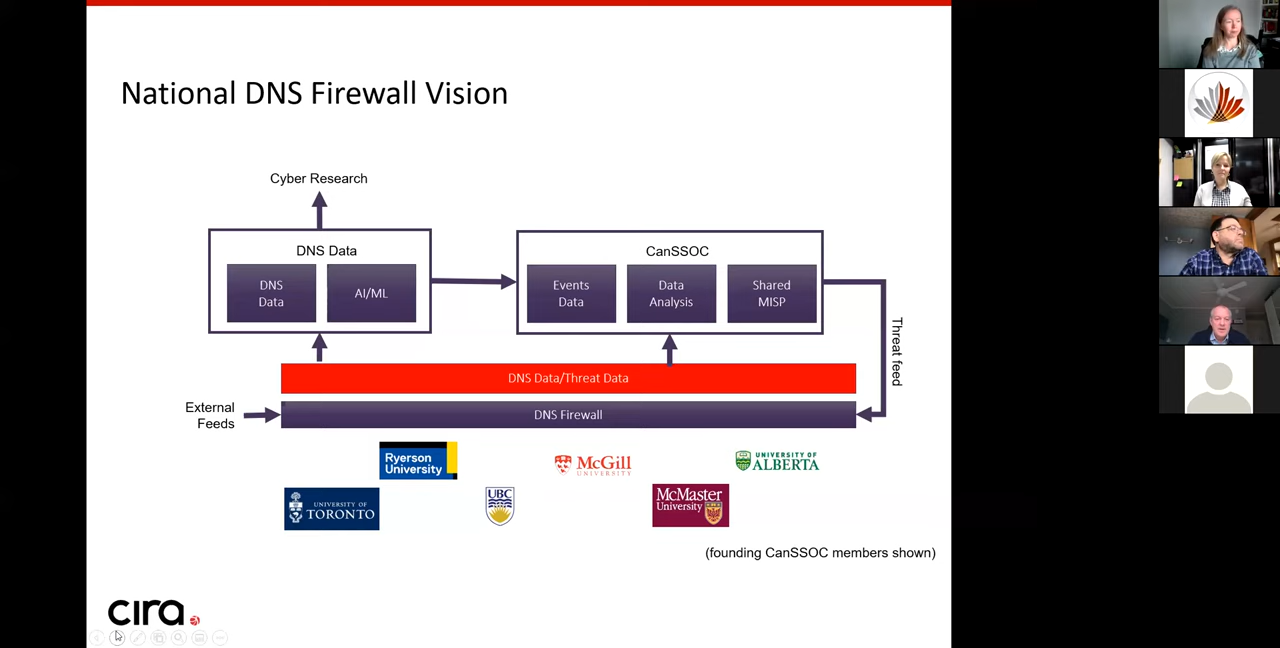 National DNS Firewall Vision
Cyber Research
DNS Data
DNS
Data
AI/ML
CanSSOC
Events
Data
Data
Analysis
Shared
MISP
Threat feed
DNS Data/Threat Data
External
Feeds
DNS Firewall
Ryerson
University
McGill
UNIVERSITY
UNIVERSITY OF
ALBERTA
UNIVERSITY OF
TORONTO
UBC
McMaster
University
(founding CanSSOC members shown)
cira